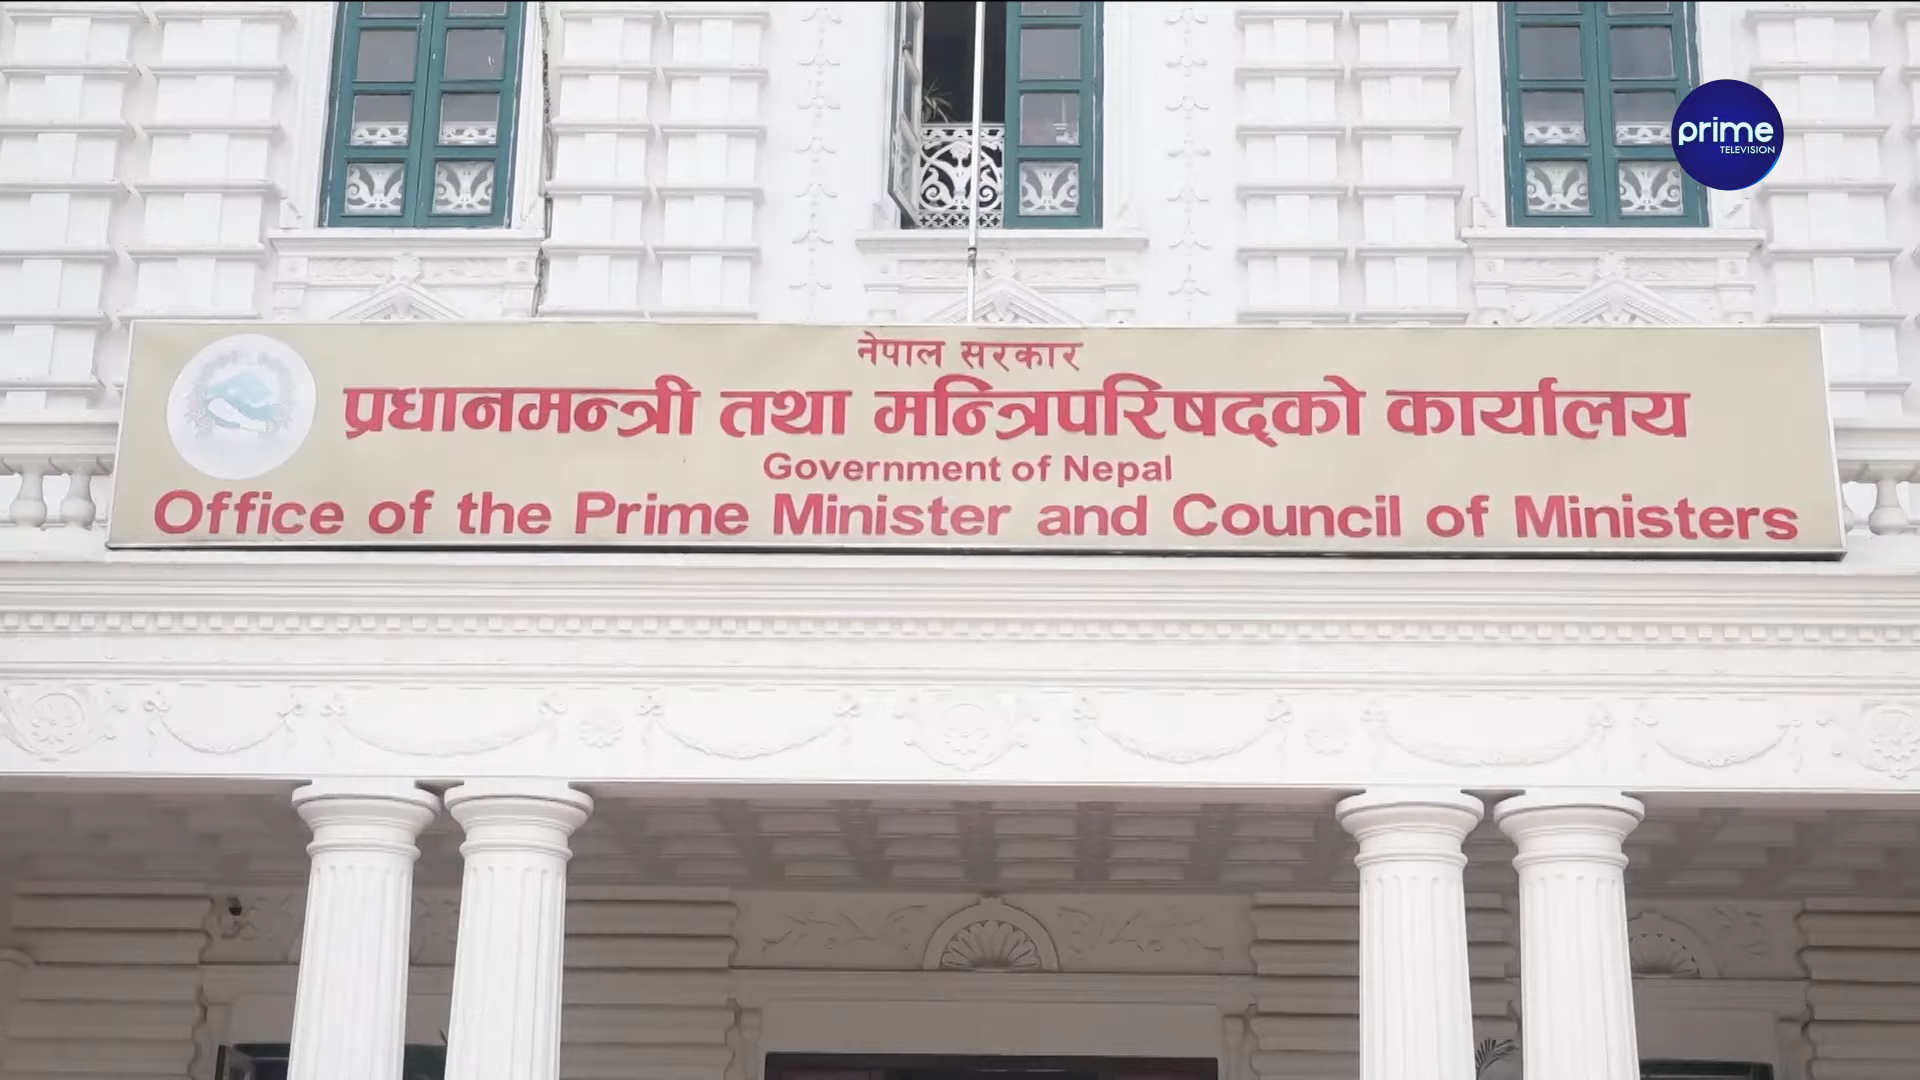 prime
TELEVISION
नेपाल सरकार
प्रधानमन्त्री तथा मन्त्रिपरिषद्को कार्यालय
Government of Nepal
Office of the Prime Minister and Council of Ministers